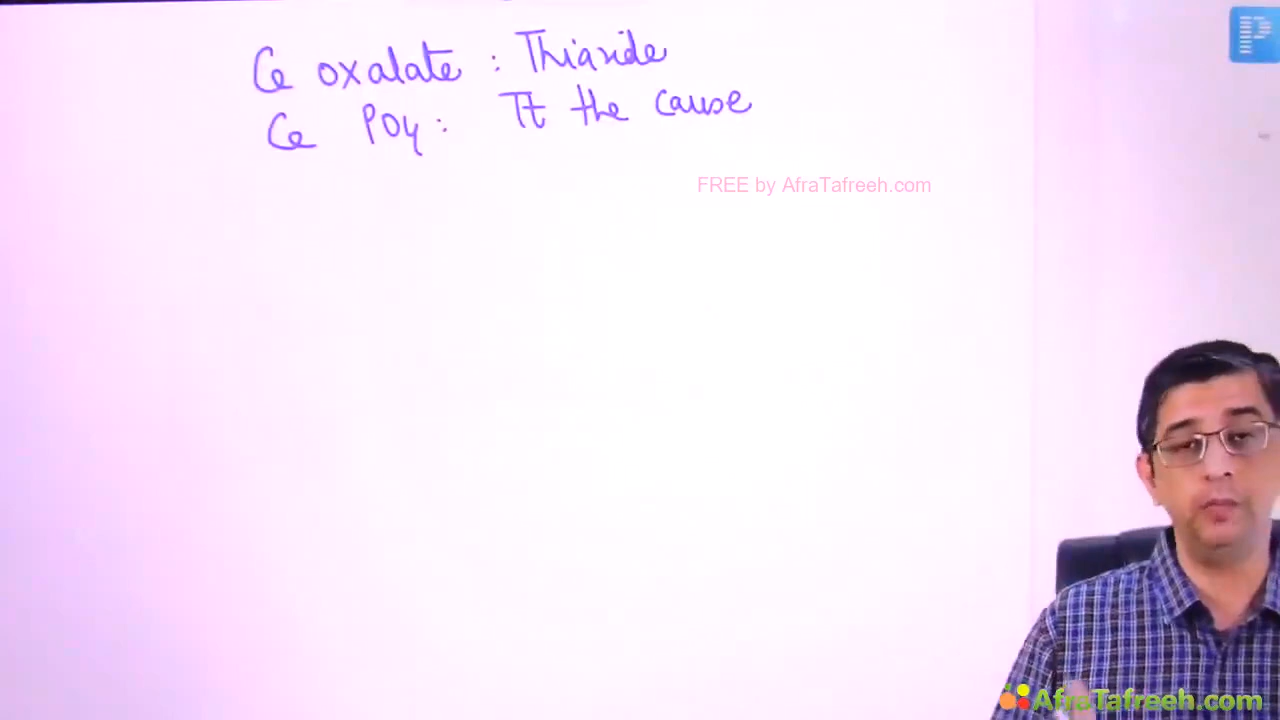 Ca oxalate : Thiazide
Ca PO4 : Tt the cause
FREE by AfraTafreeh.com
P
AfraTafreeh.com